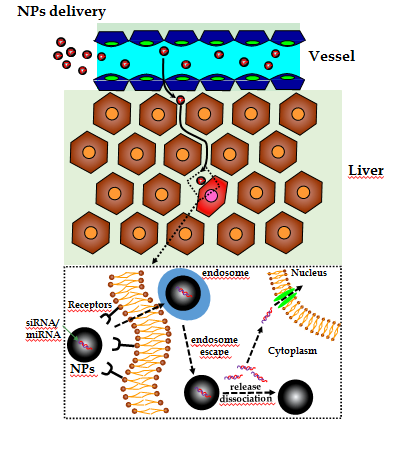 NPs delivery
Vessel
Liver
endosome
Nucleus
Receptors
siRNA/
miRNA
endosome
escape
Cytoplasm
NPs
release
dissociation